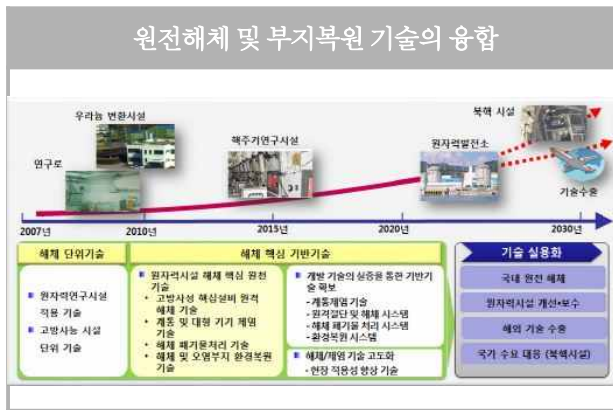 원전해체 및 부지복원 기술의 융합
북핵 시설
우라늄 변환시설
핵주기연구시설
원자력발전소
연구로
기술수출
2007년
2010년
2015년
2020년
2030년
해체 단위기술
원자력연구시설
적용 기술
고방사능 시설
단위 기술
해체 핵심 기반기술
원자력시설 해체 핵심 원천
기술
• 고방사성 핵심설비 원격
해체 기술
• 계통 및 대형 기기 제염
기술
• 해체 폐기물처리 기술
• 해체 및 오염부지 환경복원
기술
개발 기술의 실증을 통한 기반기
술 확보
- 계통제염 기술
- 원격절단 및 해체 시스템
- 해체 폐기물 처리 시스템
- 환경복원 시스템
해체/제염 기술 고도화
- 현장 적용성 향상 기술
기술 실용화
국내 원전 해체
원자력시설 개선•보수
해외 기술 수출
국가 수요 대응 (북핵시설)